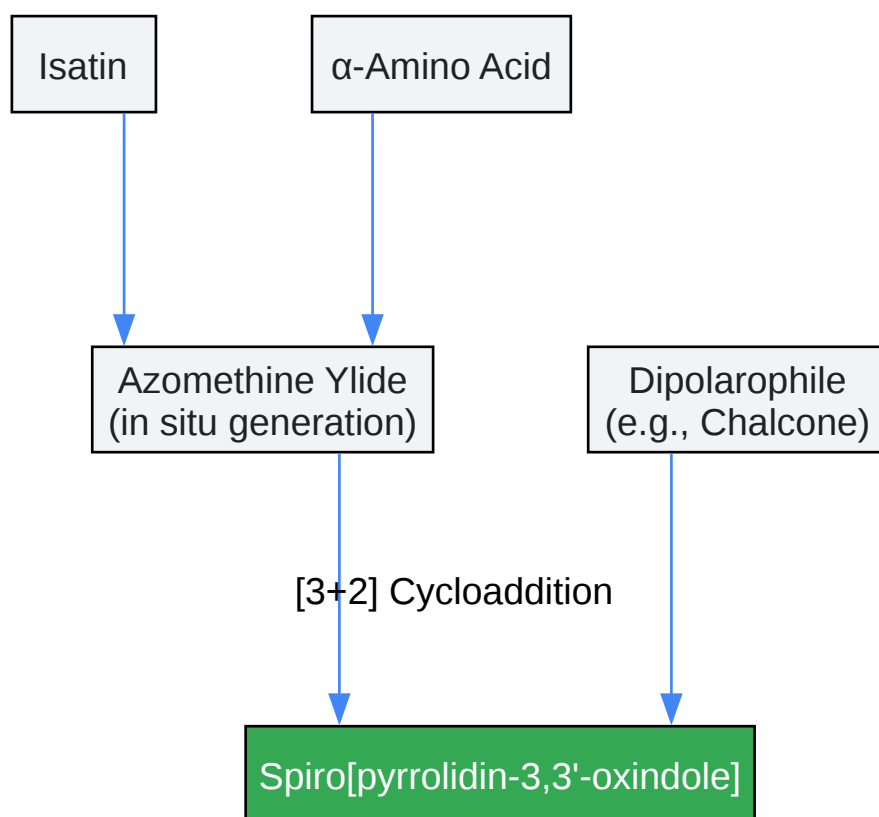 Isatin
α-Amino Acid
Azomethine Ylide
(in situ generation)
Dipolarophile
(e.g., Chalcone)
[3+2] Cycloaddition
Spiro[pyrrolidin-3,3'-oxindole]